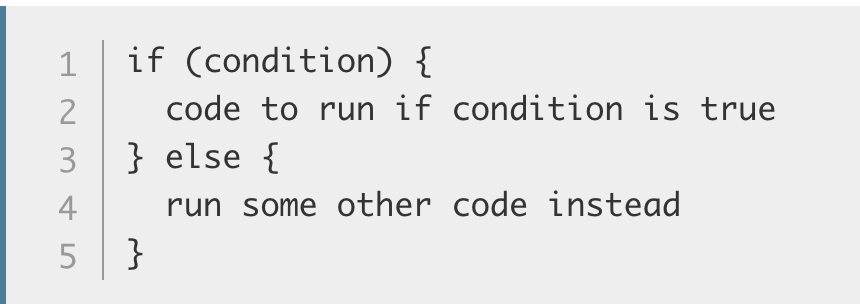 1 if (condition) {
2   code to run if condition is true
3 } else {
4   run some other code instead
5 }